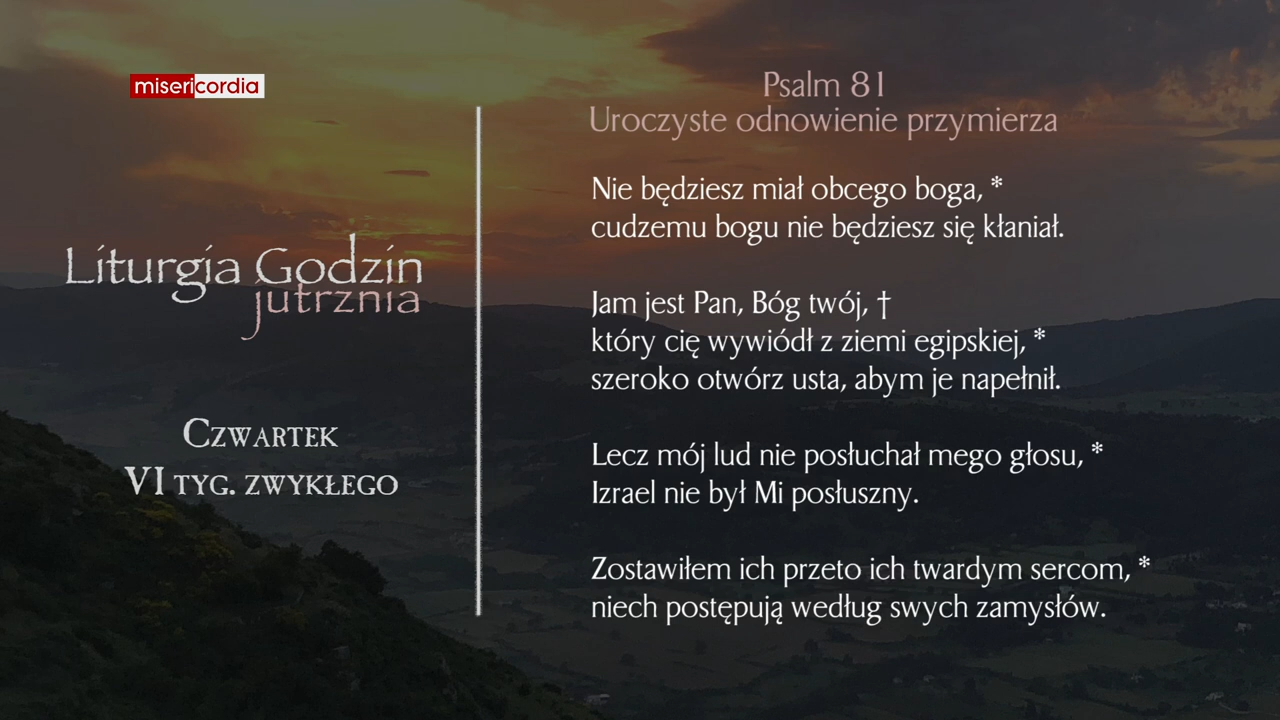 misericordia
Liturgia Godzin
jutrznia
Czwartek
VI tyg. zwykłego
Psalm 81
Uroczyste odnowienie przymierza
Nie będziesz miał obcego boga, *
cudzemu bogu nie będziesz się kłaniał.
Jam jest Pan, Bóg twój, †
który cię wywiódł z ziemi egipskiej, *
szeroko otwórz usta, abym je napełnił.
Lecz mój lud nie posłuchał mego głosu, *
Izrael nie był Mi posłuszny.
Zostawiłem ich przeto ich twardym sercom, *
niech postępują według swych zamysłów.